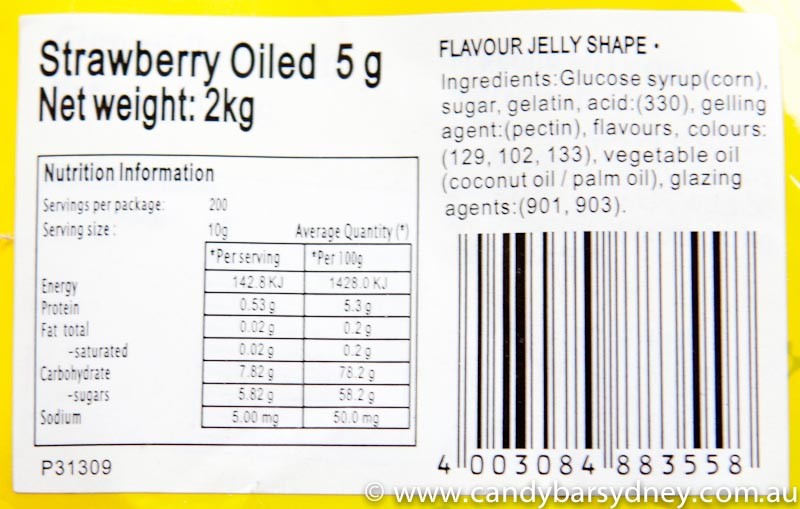 Strawberry Oiled 5 g
Net weight: 2kg
Nutrition Information
Servings per package: 200
Serving size: 10g Average Quantity (*)
*Per serving *Per 100g
Energy 142.8 KJ 1428.0 KJ
Protein 0.53 g 5.3 g
Fat total 0.02 g 0.2 g
-saturated 0.02 g 0.2 g
Carbohydrate 7.82 g 78.2 g
-sugars 5.82 g 58.2 g
Sodium 5.00 mg 50.0 mg
P31309
FLAVOUR JELLY SHAPE •
Ingredients:Glucose syrup(corn),
sugar, gelatin, acid:(330), gelling
agent:(pectin), flavours, colours:
(129, 102, 133), vegetable oil
(coconut oil / palm oil), glazing
agents:(901, 903).
4 003084 883558
© www.candybarsydney.com.au